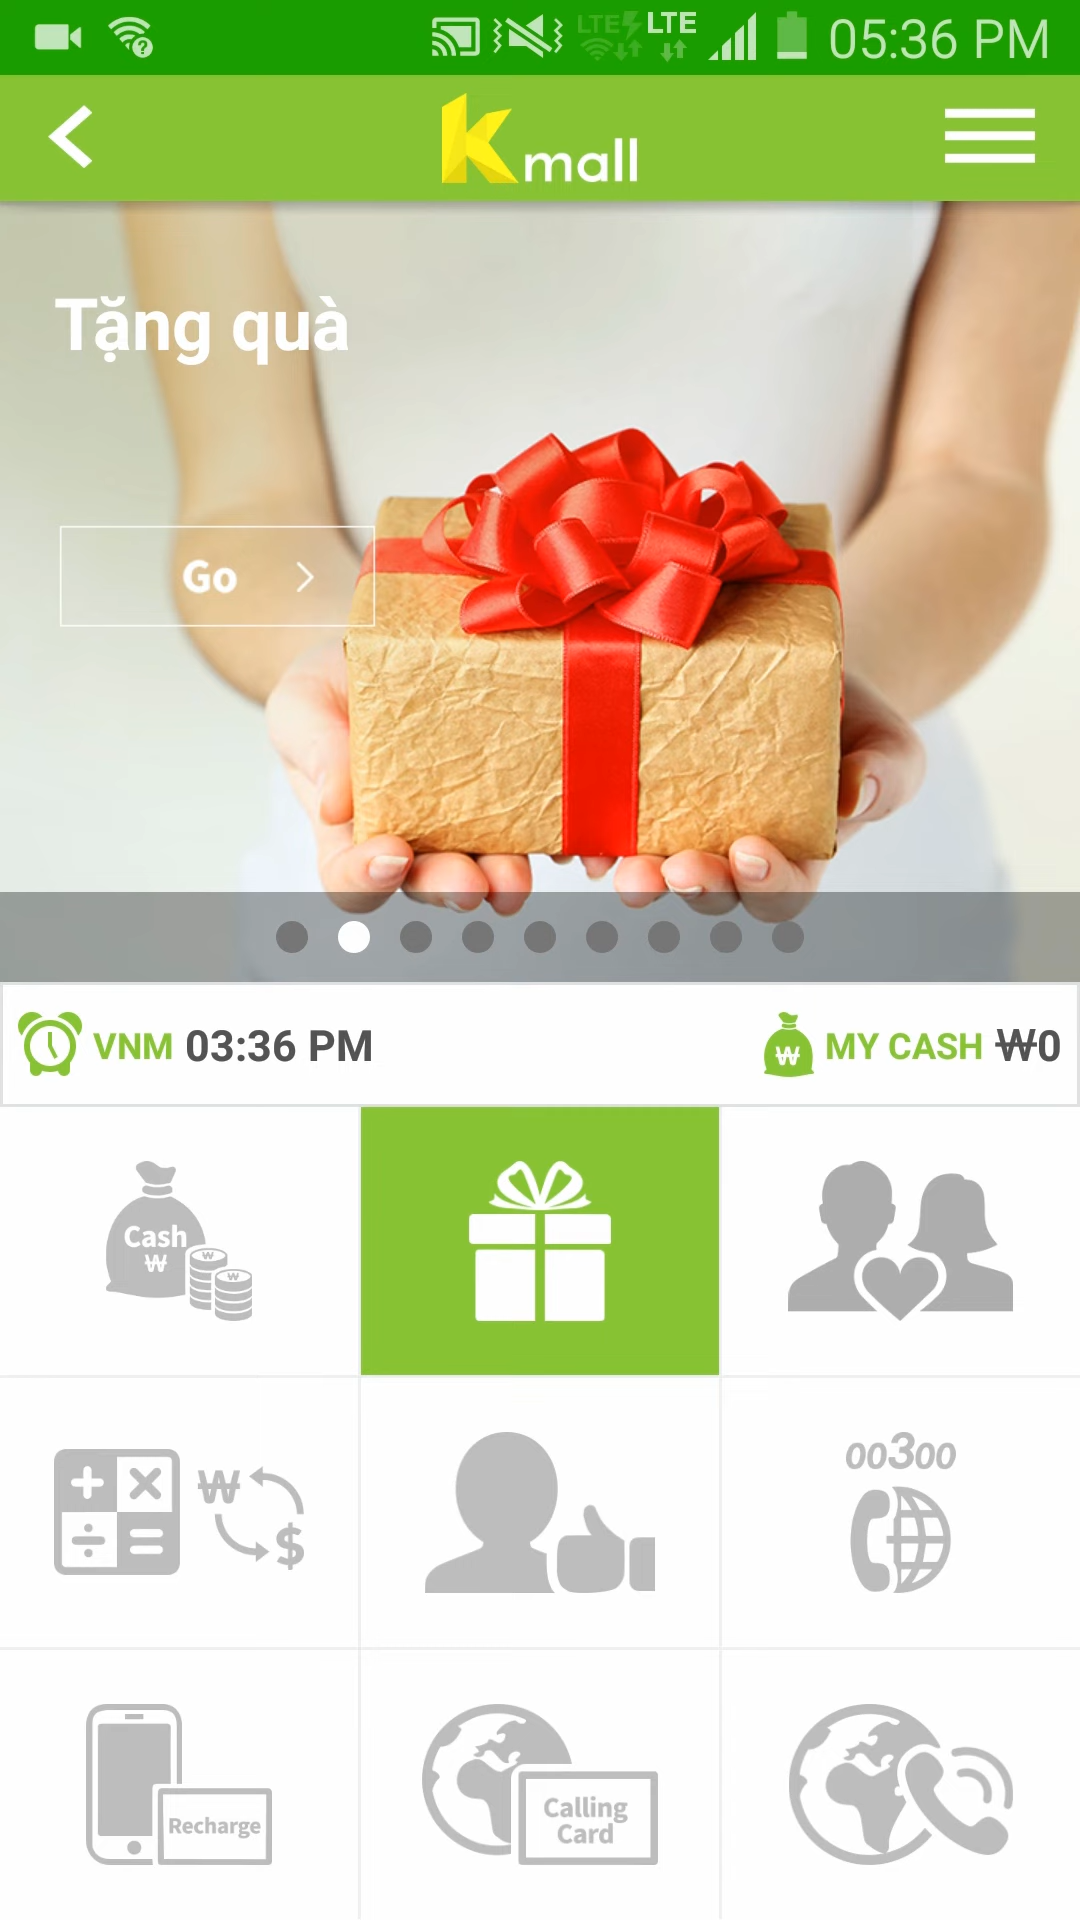 LTE LTE 05:36 PM
K mall
Tặng quà
Go
VNM 03:36 PM MY CASH ₩0
Cash
₩
₩
₩
₩ $
00300
Recharge
Calling
Card